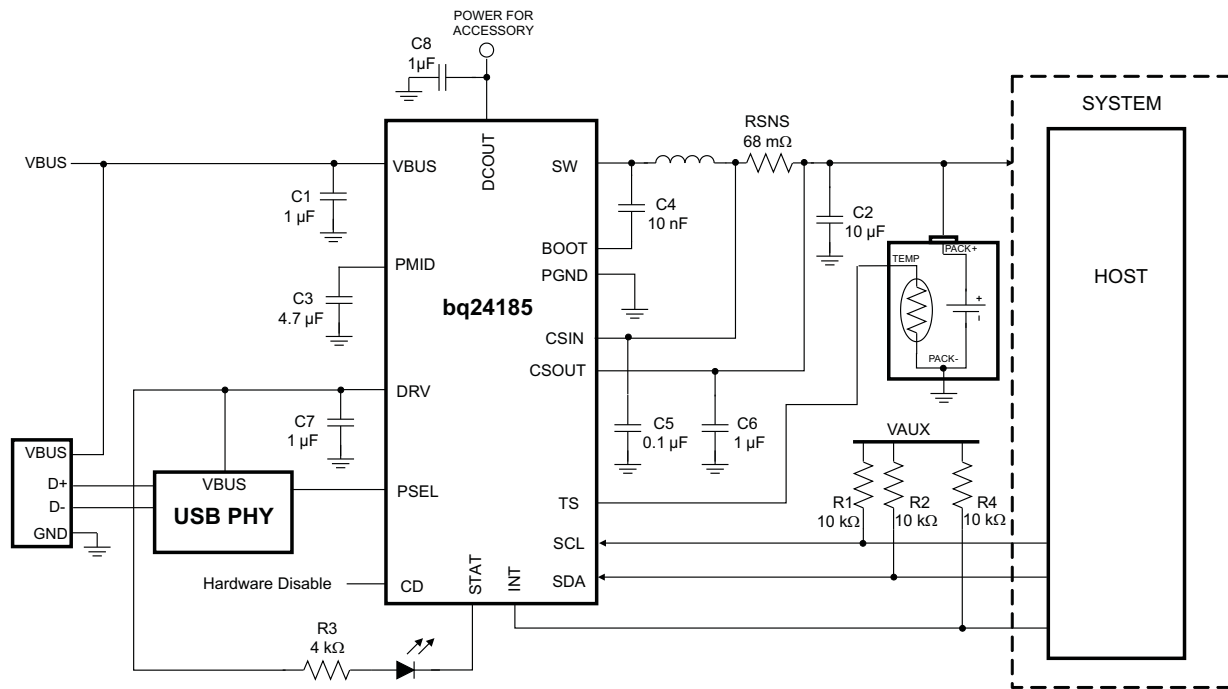 POWER FOR
ACCESSORY
C8
1µF
SYSTEM
RSNS
68 mΩ
VBUS
VBUS
DCOUT
SW
HOST
C1
1 µF
C4
10 nF
C2
10 µF
BOOT
PMID
PGND
C3
4.7 µF
bq24185
TEMP
PACK+
+
-
PACK-
CSIN
CSOUT
DRV
C7
1 µF
C5
0.1 µF
C6
1 µF
VAUX
VBUS
D+
D-
GND
VBUS
USB PHY
PSEL
TS
R1
10 kΩ
R2
10 kΩ
R4
10 kΩ
SCL
SDA
Hardware Disable
CD
STAT
INT
R3
4 kΩ